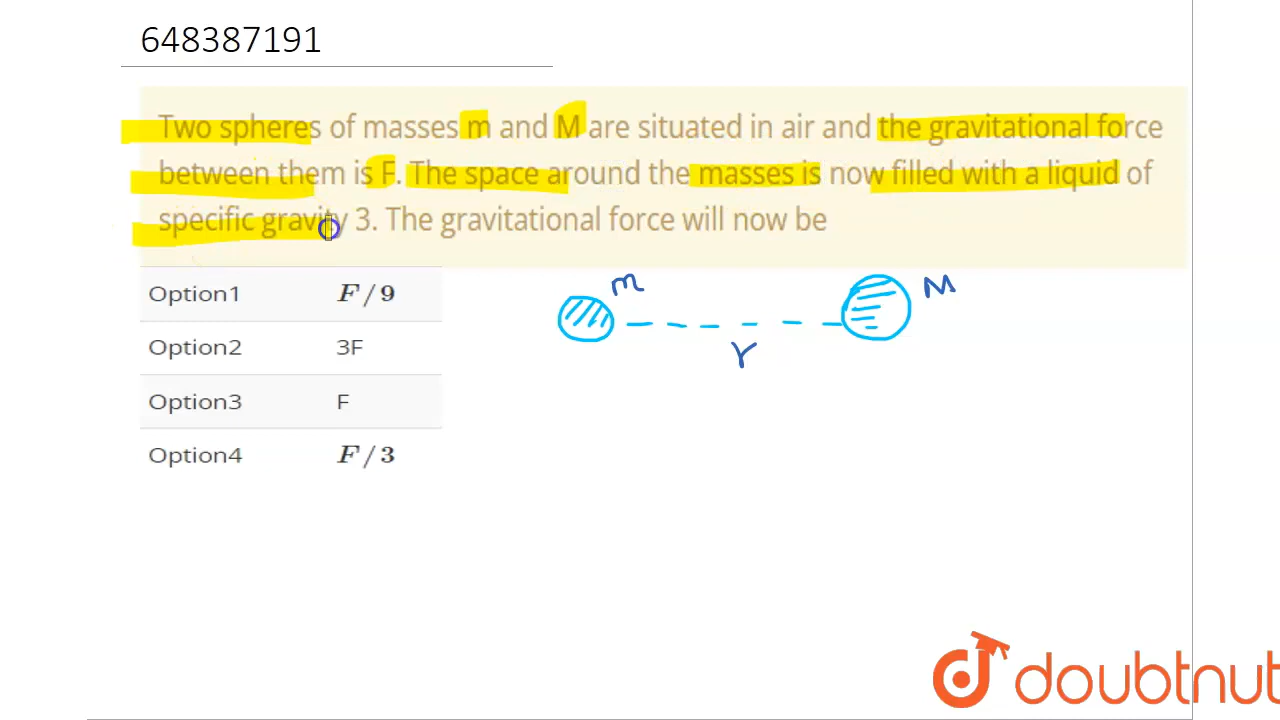 648387191
Two spheres of masses m and M are situated in air and the gravitational force
between them is F. The space around the masses is now filled with a liquid of
specific gravity 3. The gravitational force will now be
Option1 F/9
Option2 3F
Option3 F
Option4 F/3
m
M
r
doubtnut